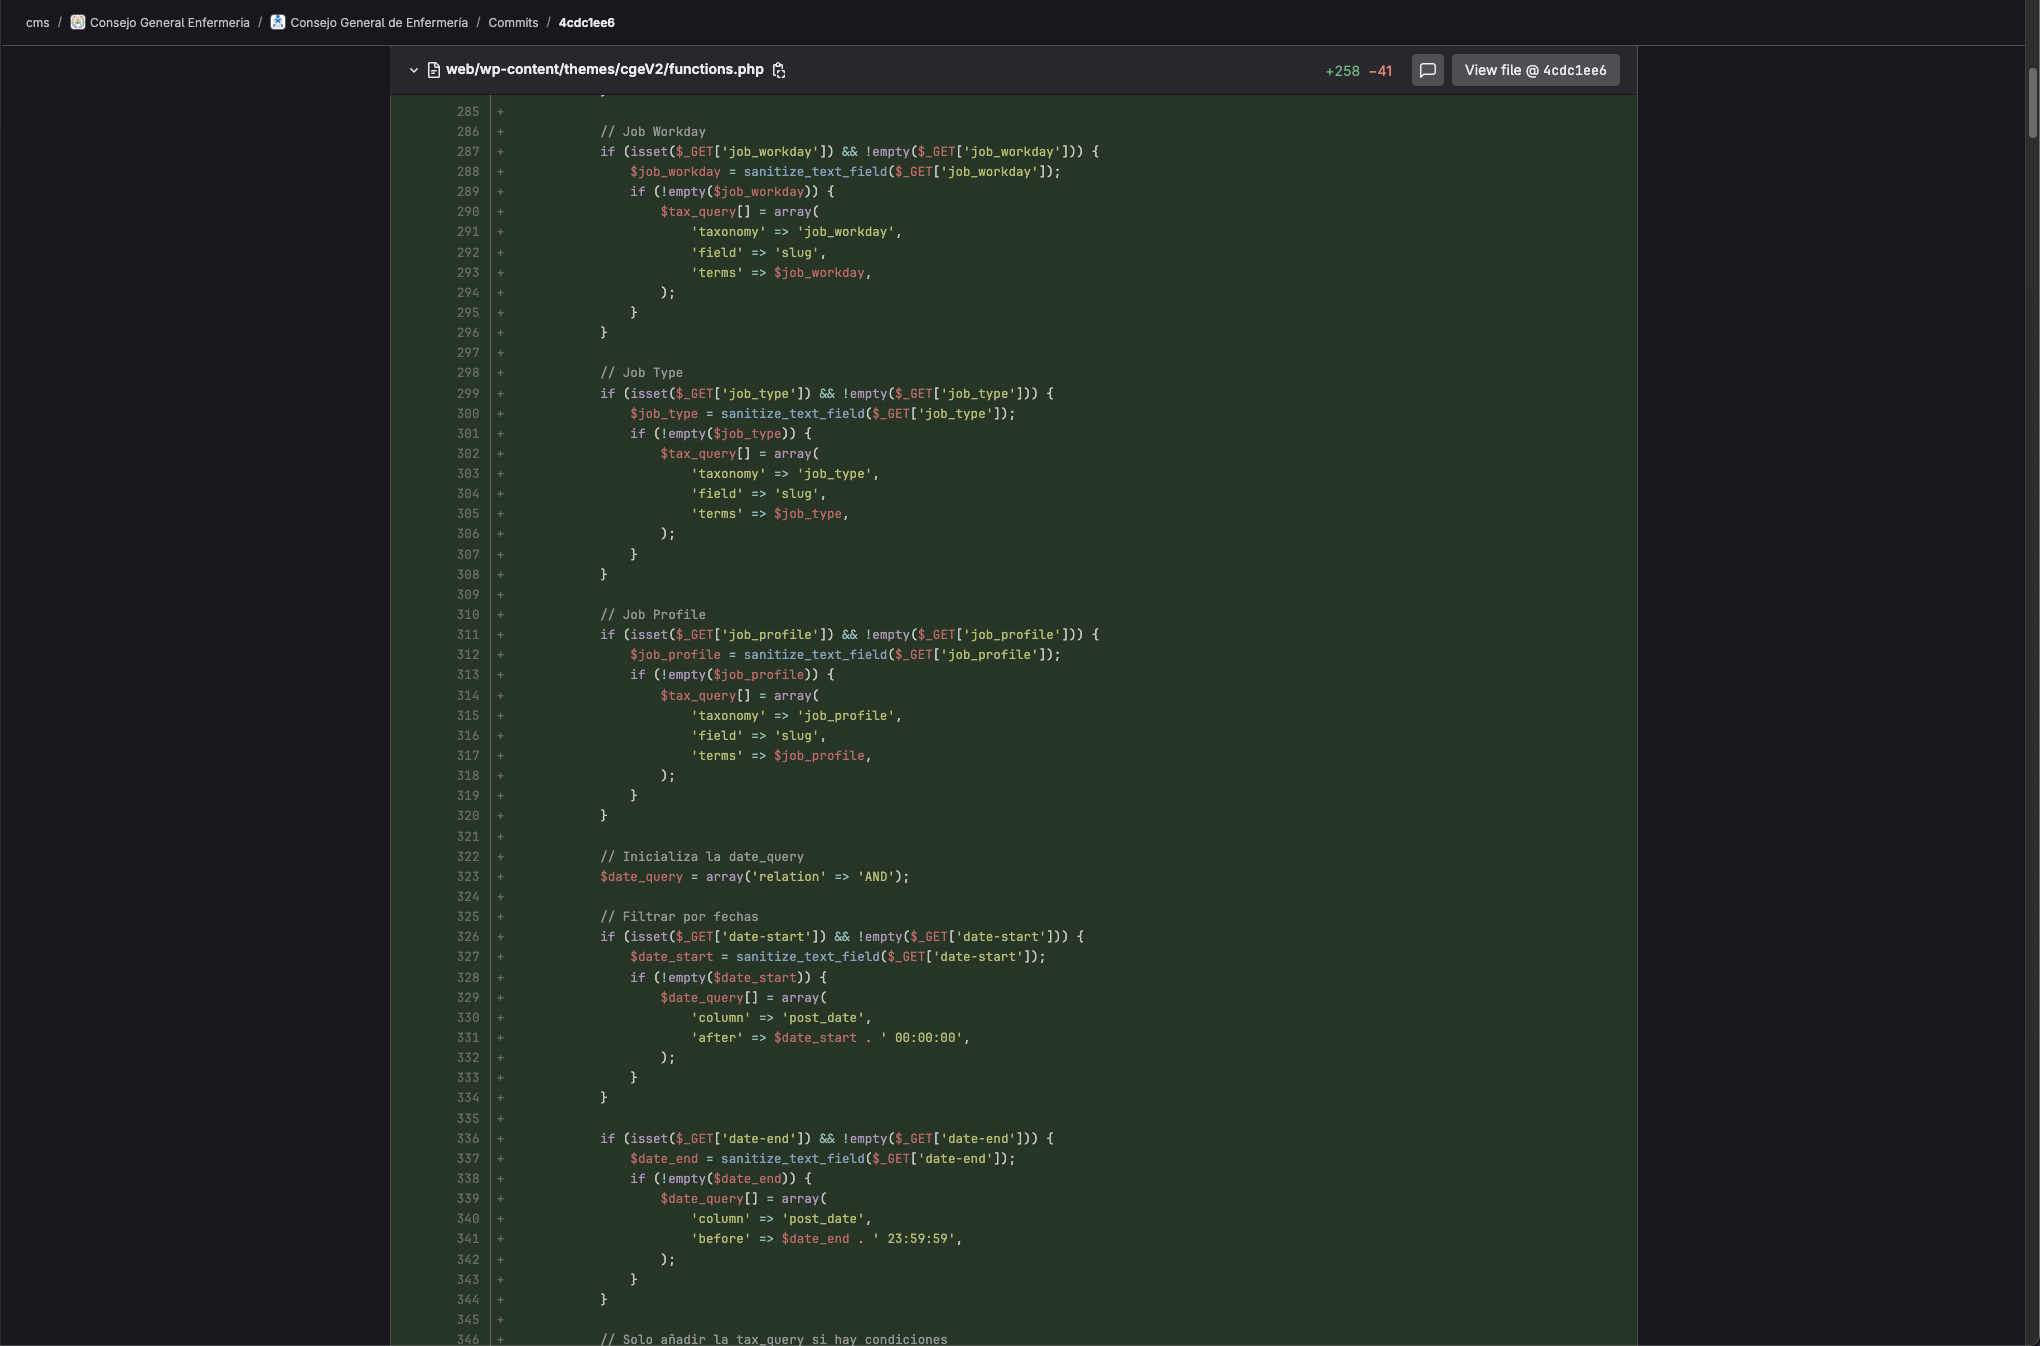 cms / Consejo General Enfermeria / Consejo General de Enfermería / Commits / 4cdc1ee6
web/wp-content/themes/cgeV2/functions.php +258 −41 View file @ 4cdc1ee6
285 +
286 + // Job Workday
287 + if (isset($_GET['job_workday']) && !empty($_GET['job_workday'])) {
288 + $job_workday = sanitize_text_field($_GET['job_workday']);
289 + if (!empty($job_workday)) {
290 + $tax_query[] = array(
291 + 'taxonomy' => 'job_workday',
292 + 'field' => 'slug',
293 + 'terms' => $job_workday,
294 + );
295 + }
296 + }
297 +
298 + // Job Type
299 + if (isset($_GET['job_type']) && !empty($_GET['job_type'])) {
300 + $job_type = sanitize_text_field($_GET['job_type']);
301 + if (!empty($job_type)) {
302 + $tax_query[] = array(
303 + 'taxonomy' => 'job_type',
304 + 'field' => 'slug',
305 + 'terms' => $job_type,
306 + );
307 + }
308 + }
309 +
310 + // Job Profile
311 + if (isset($_GET['job_profile']) && !empty($_GET['job_profile'])) {
312 + $job_profile = sanitize_text_field($_GET['job_profile']);
313 + if (!empty($job_profile)) {
314 + $tax_query[] = array(
315 + 'taxonomy' => 'job_profile',
316 + 'field' => 'slug',
317 + 'terms' => $job_profile,
318 + );
319 + }
320 + }
321 +
322 + // Inicializa la date_query
323 + $date_query = array('relation' => 'AND');
324 +
325 + // Filtrar por fechas
326 + if (isset($_GET['date-start']) && !empty($_GET['date-start'])) {
327 + $date_start = sanitize_text_field($_GET['date-start']);
328 + if (!empty($date_start)) {
329 + $date_query[] = array(
330 + 'column' => 'post_date',
331 + 'after' => $date_start . ' 00:00:00',
332 + );
333 + }
334 + }
335 +
336 + if (isset($_GET['date-end']) && !empty($_GET['date-end'])) {
337 + $date_end = sanitize_text_field($_GET['date-end']);
338 + if (!empty($date_end)) {
339 + $date_query[] = array(
340 + 'column' => 'post_date',
341 + 'before' => $date_end . ' 23:59:59',
342 + );
343 + }
344 + }
345 +
346 + // Solo añadir la tax_query si hay condiciones